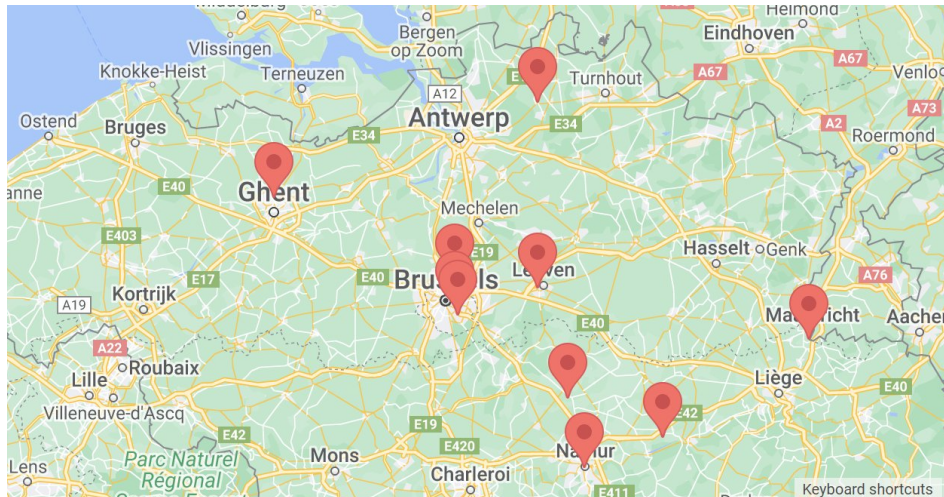 Middelburg
Bergen
op Zoom
Helmond
Vlissingen
Eindhoven
A67
Knokke-Heist
Terneuzen
Turnhout
A67
Venlo
A12
Ostend
Bruges
Antwerp
E34
A73
E34
A2
Roermond
E40
Ghent
anne
Mechelen
E403
E19
Hasselt
Genk
Leuven
E17
E40
Brussels
A76
A19
Kortrijk
Maastricht
Aachen
E40
A22
Roubaix
Lille
Liège
E40
Villeneuve-d'Ascq
E42
E19
E42
E420
Namur
Lens
Parc Naturel
Régional
Mons
Charleroi
E411
Keyboard shortcuts